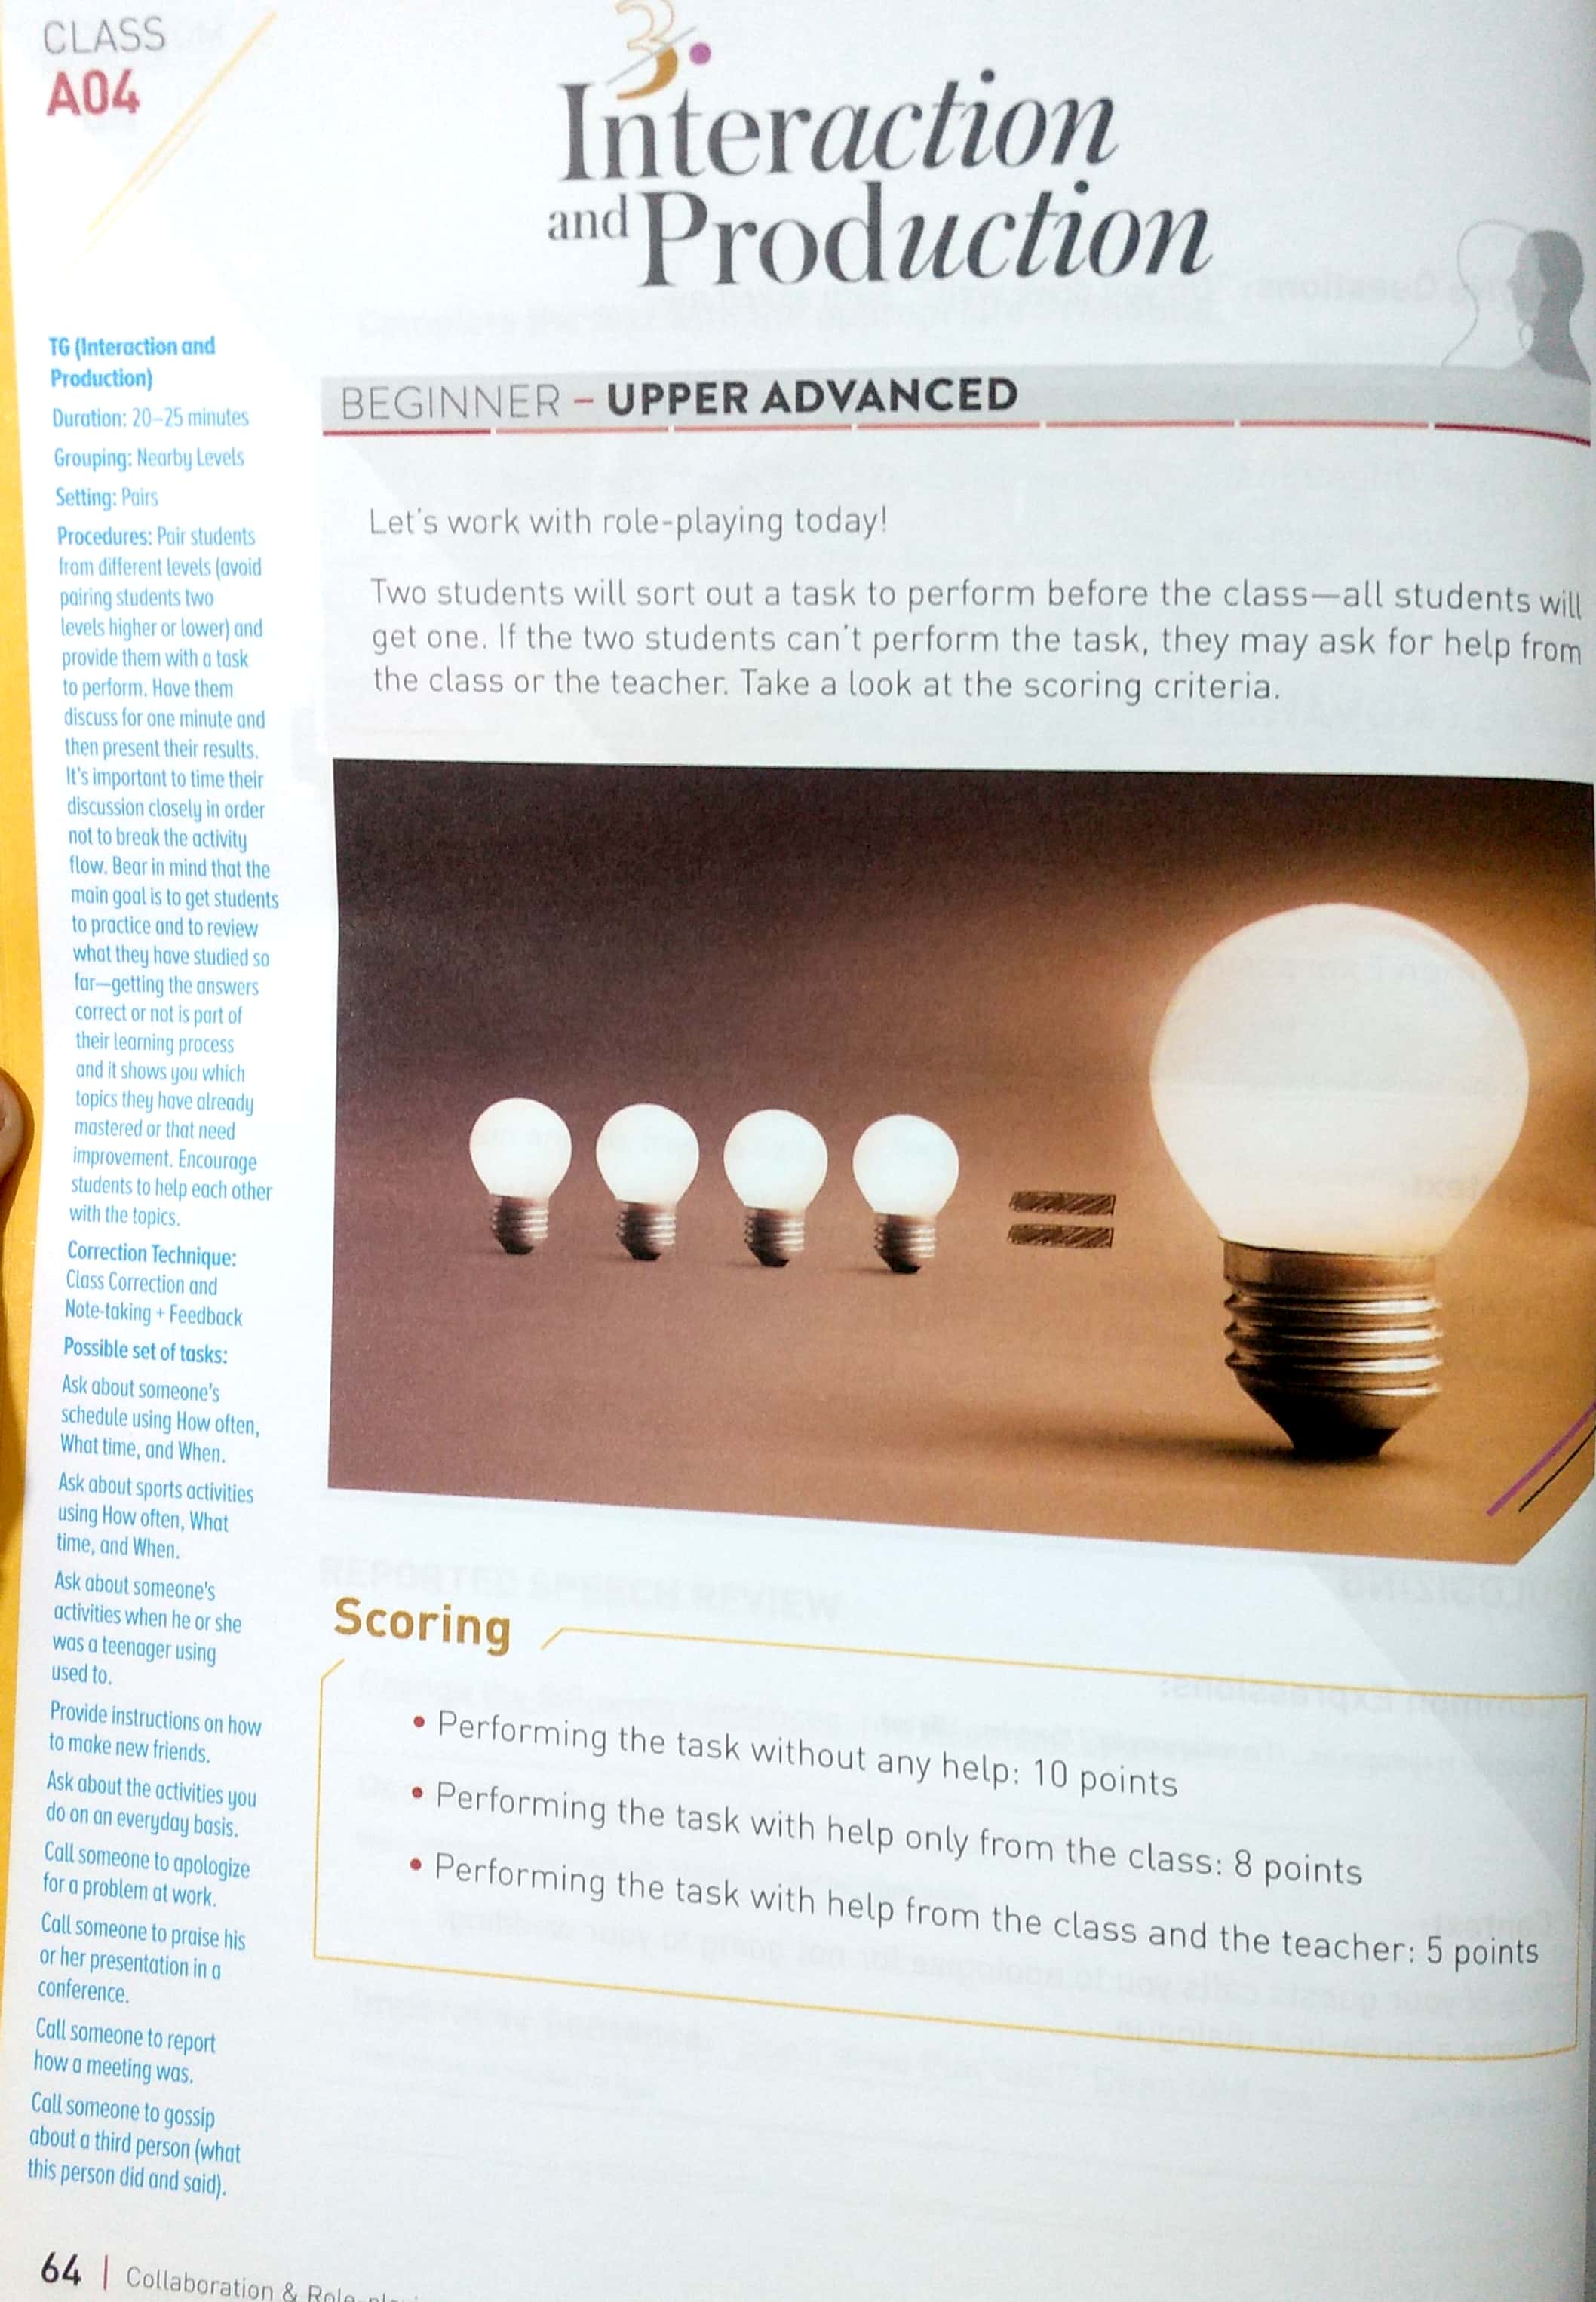 CLASS
A04
3.
Interaction
and Production
TG (Interaction and
Production)
Duration: 20–25 minutes
Grouping: Nearby Levels
Setting: Pairs
Procedures: Pair students
from different levels (avoid
pairing students two
levels higher or lower) and
provide them with a task
to perform. Have them
discuss for one minute and
then present their results.
It's important to time their
discussion closely in order
not to break the activity
flow. Bear in mind that the
main goal is to get students
to practice and to review
what they have studied so
far—getting the answers
correct or not is part of
their learning process
and it shows you which
topics they have already
mastered or that need
improvement. Encourage
students to help each other
with the topics.
Correction Technique:
Class Correction and
Note-taking + Feedback
Possible set of tasks:
Ask about someone's
schedule using How often,
What time, and When.
Ask about sports activities
using How often, What
time, and When.
Ask about someone's
activities when he or she
was a teenager using
used to.
Provide instructions on how
to make new friends.
Ask about the activities you
do on an everyday basis.
Call someone to apologize
for a problem at work.
Call someone to praise his
or her presentation in a
conference.
Call someone to report
how a meeting was.
Call someone to gossip
about a third person (what
this person did and said).
BEGINNER – UPPER ADVANCED
Let's work with role-playing today!
Two students will sort out a task to perform before the class—all students will
get one. If the two students can't perform the task, they may ask for help from
the class or the teacher. Take a look at the scoring criteria.
Scoring
• Performing the task without any help: 10 points
• Performing the task with help only from the class: 8 points
• Performing the task with help from the class and the teacher: 5 points
64 | Collaboration &